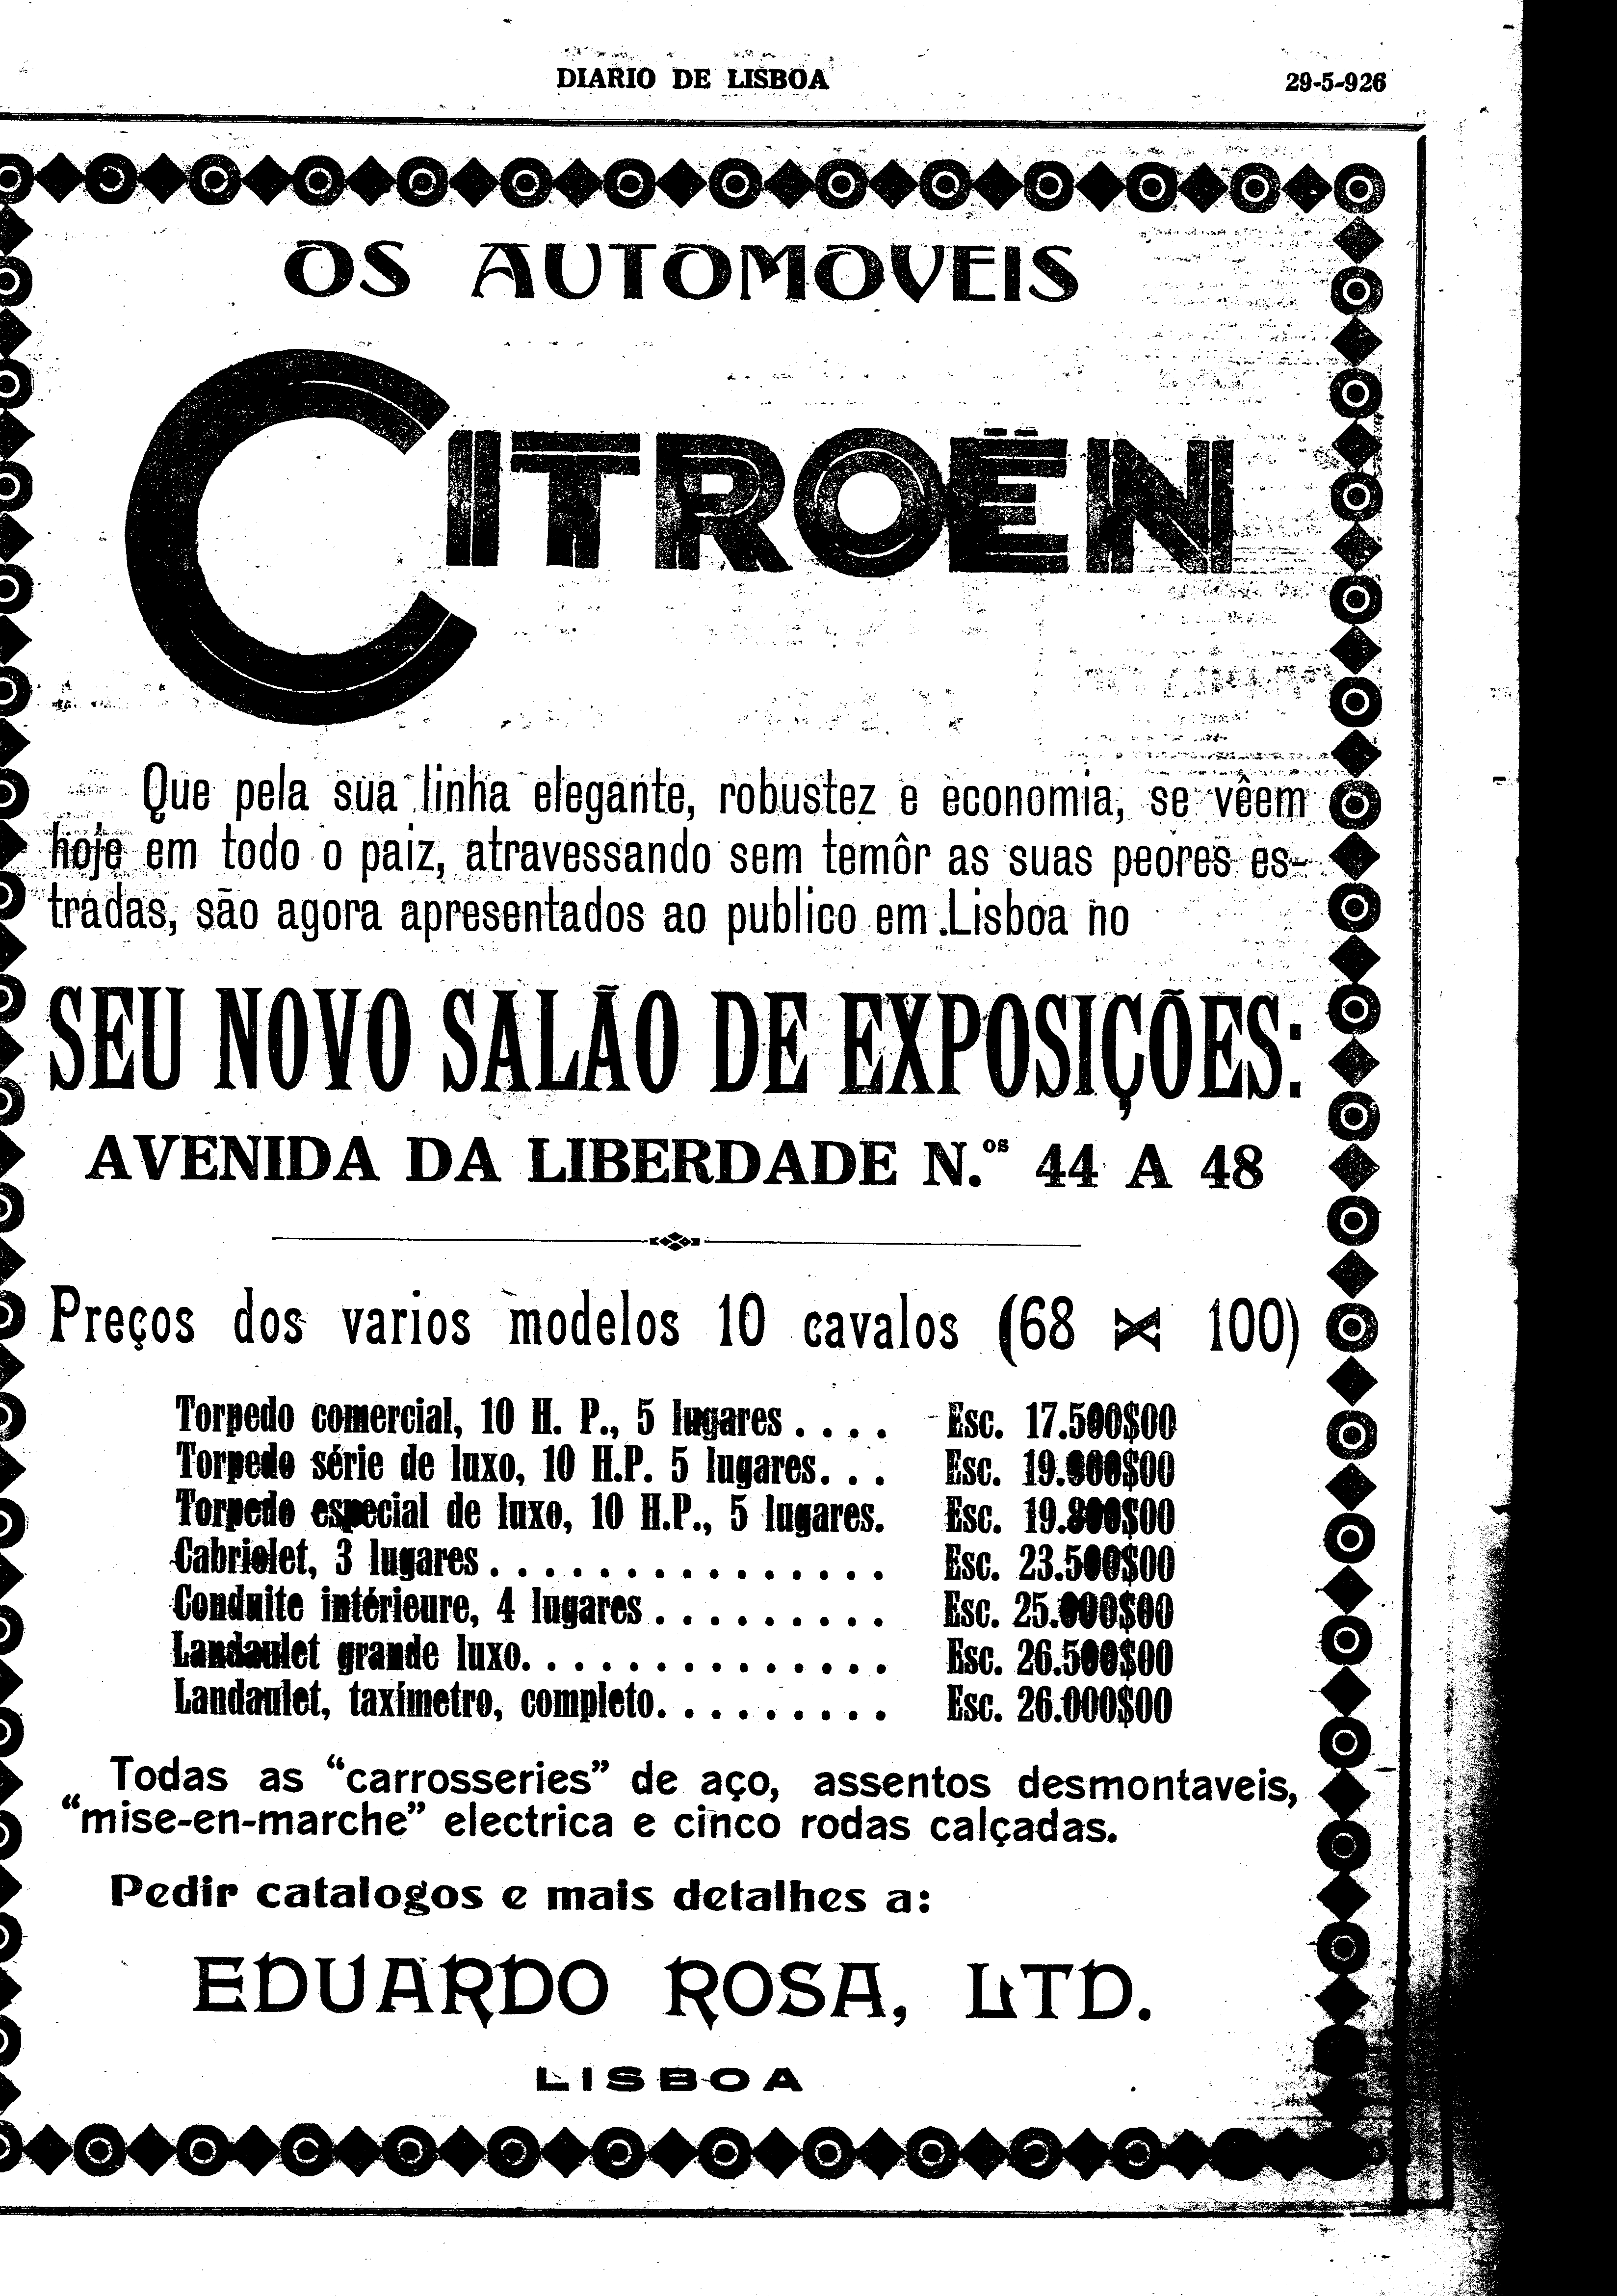 DIARIO DE LISBOA
29-5-926
OS AUTOMOVEIS
CITROËN
Que pela sua linha elegante, robustez e economia, se vêem
hoje em todo o paiz, atravessando sem temôr as suas peores es-
tradas, são agora apresentados ao publico em Lisboa no
SEU NOVO SALÃO DE EXPOSIÇÕES:
AVENIDA DA LIBERDADE N.os 44 A 48
Preços dos varios modelos 10 cavalos (68 X 100)
Torpedo comercial, 10 H. P., 5 lugares . . . . Esc. 17.500$00
Torpedo série de luxo, 10 H.P. 5 lugares. . . Esc.
Torpedo especial de luxo, 10 H.P., 5 lugares. Esc. 19.800$00
Cabriolet, 3 lugares . . . . . . . . . . . . . . . Esc. 23.500$00
Conduite intérieure, 4 lugares . . . . . . . . . Esc. 25.000$00
Landaulet grande luxo. . . . . . . . . . . . . . Esc. 26.500$00
Landaulet, taxímetro, completo. . . . . . . . . Esc. 26.000$00
Todas as “carrosseries” de aço, assentos desmontaveis,
“mise-en-marche” electrica e cinco rodas calçadas.
Pedir catalogos e mais detalhes a:
EDUARDO ROSA, LTD.
LISBOA